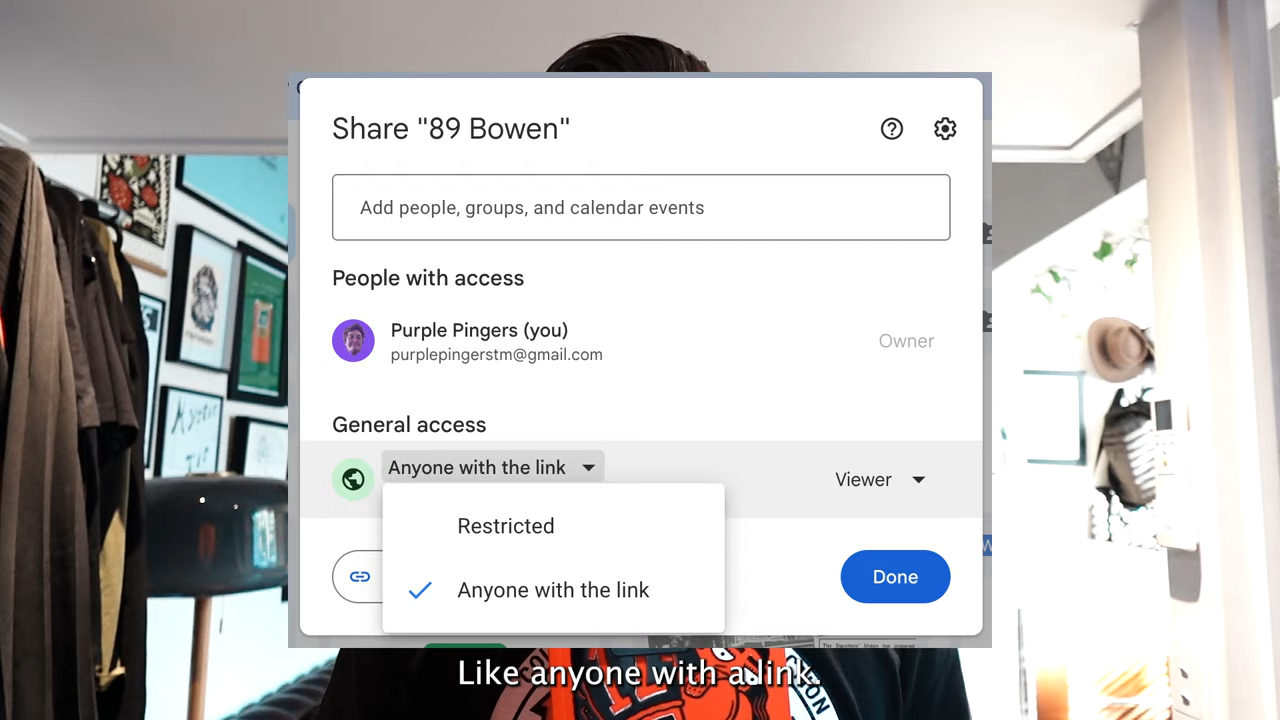 Share "89 Bowen"
Add people, groups, and calendar events
People with access
Purple Pingers (you)
purplepingerstm@gmail.com
Owner
General access
Anyone with the link
Viewer
Restricted
Anyone with the link
Done
Like anyone with a link.